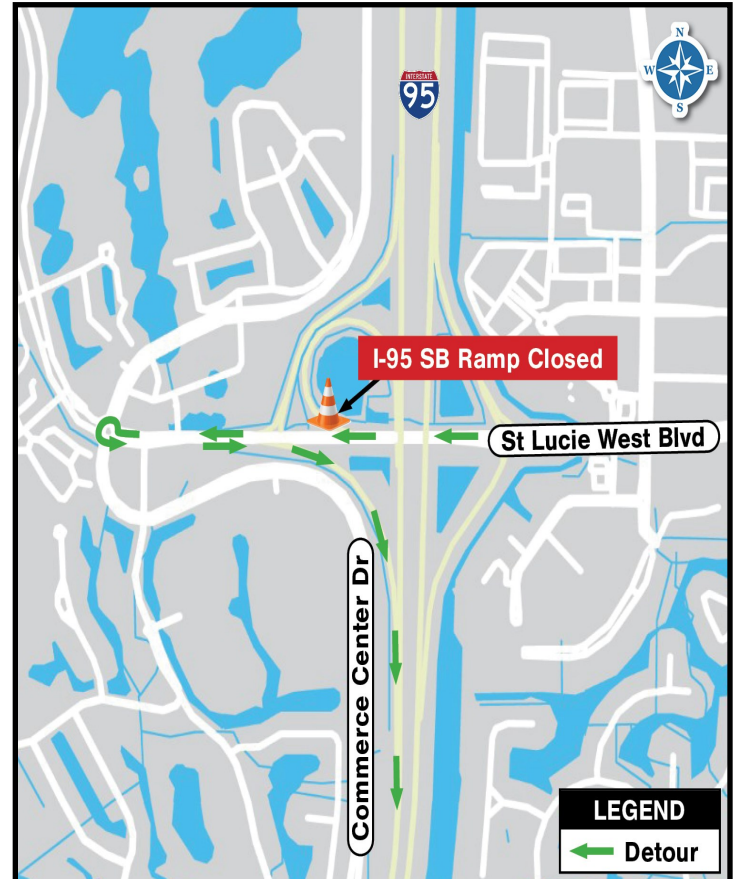 N
W E
S
INTERSTATE
95
I-95 SB Ramp Closed
St Lucie West Blvd
Commerce Center Dr
LEGEND
Detour